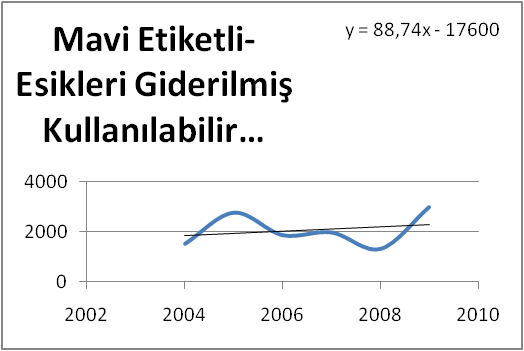 Mavi Etiketli-
Esikleri Giderilmiş
Kullanılabilir...
y = 88,74x - 17600
4000
2000
0
2002 2004 2006 2008 2010